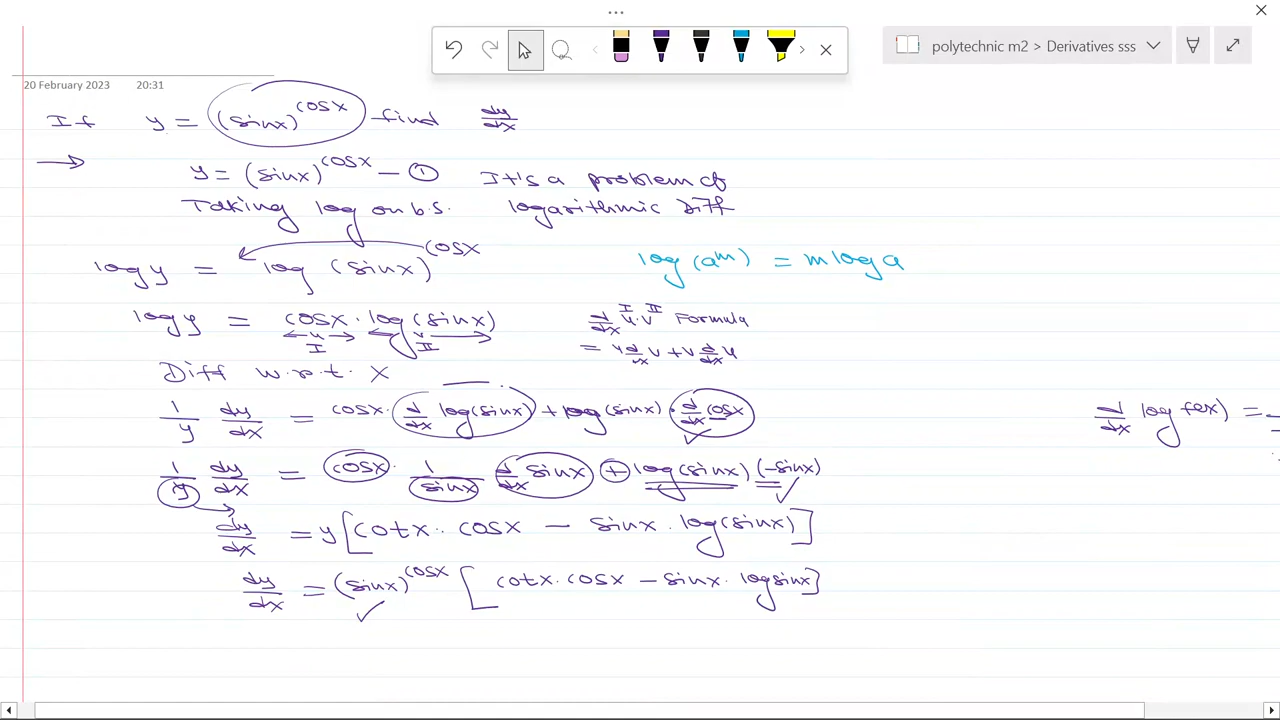 polytechnic m2 > Derivatives sss
20 February 2023 20:31
If y = (sinx)^cosx find dy/dx
→ y = (sinx)^cosx — ① It's a problem of
Taking log on b.s. logarithmic Diff
log y = log (sinx)^cosx log (a^m) = m log a
log y = cosx · log (sinx) d/dx u·v Formula
I II I II
= u d/dx v + v d/dx u
Diff w.r.t. x
1/y dy/dx = cosx · d/dx log(sinx) + log(sinx) · d/dx cosx d/dx log f(x) =
1/y dy/dx = cosx · 1/sinx d/dx sinx + log(sinx) (-sinx)
dy/dx = y [cotx · cosx — sinx · log(sinx)]
dy/dx = (sinx)^cosx [cotx · cosx — sinx · log sinx]